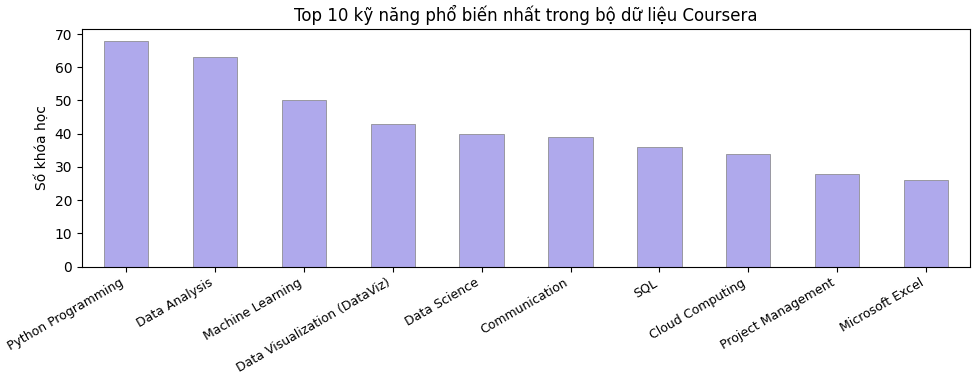 Top 10 kỹ năng phổ biến nhất trong bộ dữ liệu Coursera
Số khóa học
70
60
50
40
30
20
10
0
Python Programming
Data Analysis
Machine Learning
Data Visualization (DataViz)
Data Science
Communication
SQL
Cloud Computing
Project Management
Microsoft Excel